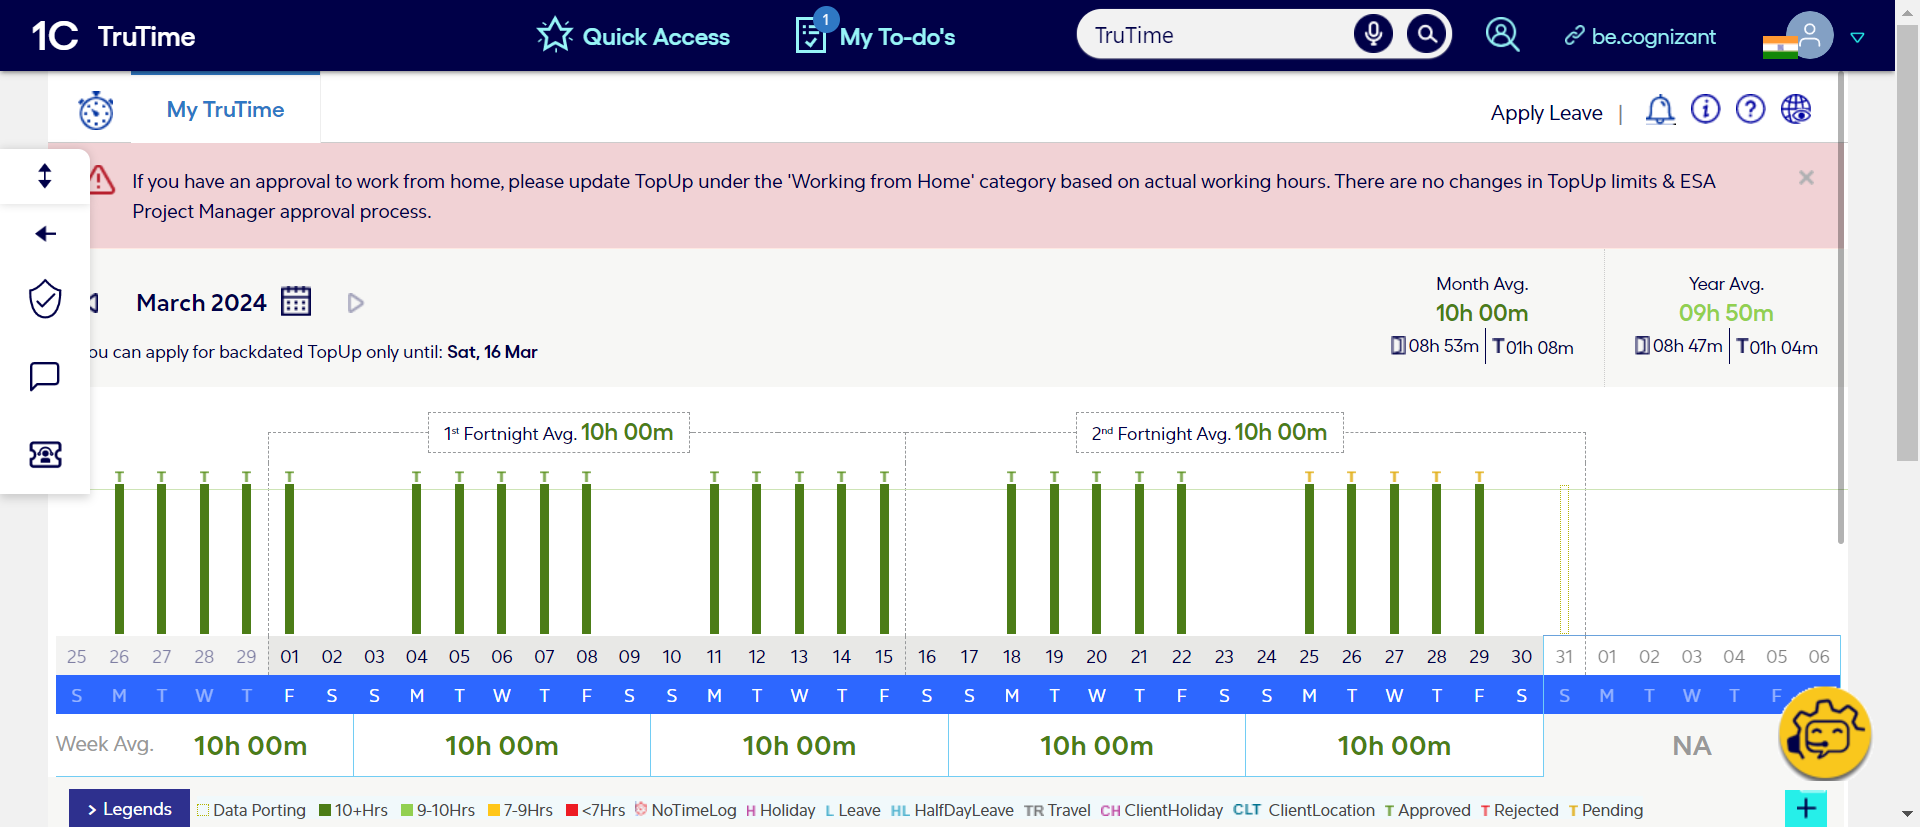 1C TruTime
Quick Access
1
My To-do's
TruTime
be.cognizant
My TruTime
Apply Leave |
If you have an approval to work from home, please update TopUp under the 'Working from Home' category based on actual working hours. There are no changes in TopUp limits & ESA
Project Manager approval process.
March 2024
ou can apply for backdated TopUp only until: Sat, 16 Mar
Month Avg.
10h 00m
08h 53m T 01h 08m
Year Avg.
09h 50m
08h 47m T 01h 04m
1st Fortnight Avg. 10h 00m
2nd Fortnight Avg. 10h 00m
T T T T T T T T T T T T T T T T T T T T T T T T T
25 26 27 28 29 01 02 03 04 05 06 07 08 09 10 11 12 13 14 15 16 17 18 19 20 21 22 23 24 25 26 27 28 29 30 31 01 02 03 04 05 06
S M T W T F S S M T W T F S S M T W T F S S M T W T F S S M T W T F S S M T W T F
Week Avg. 10h 00m 10h 00m 10h 00m 10h 00m 10h 00m NA
> Legends Data Porting 10+Hrs 9-10Hrs 7-9Hrs <7Hrs NoTimeLog H Holiday L Leave HL HalfDayLeave TR Travel CH ClientHoliday CLT ClientLocation T Approved T Rejected T Pending